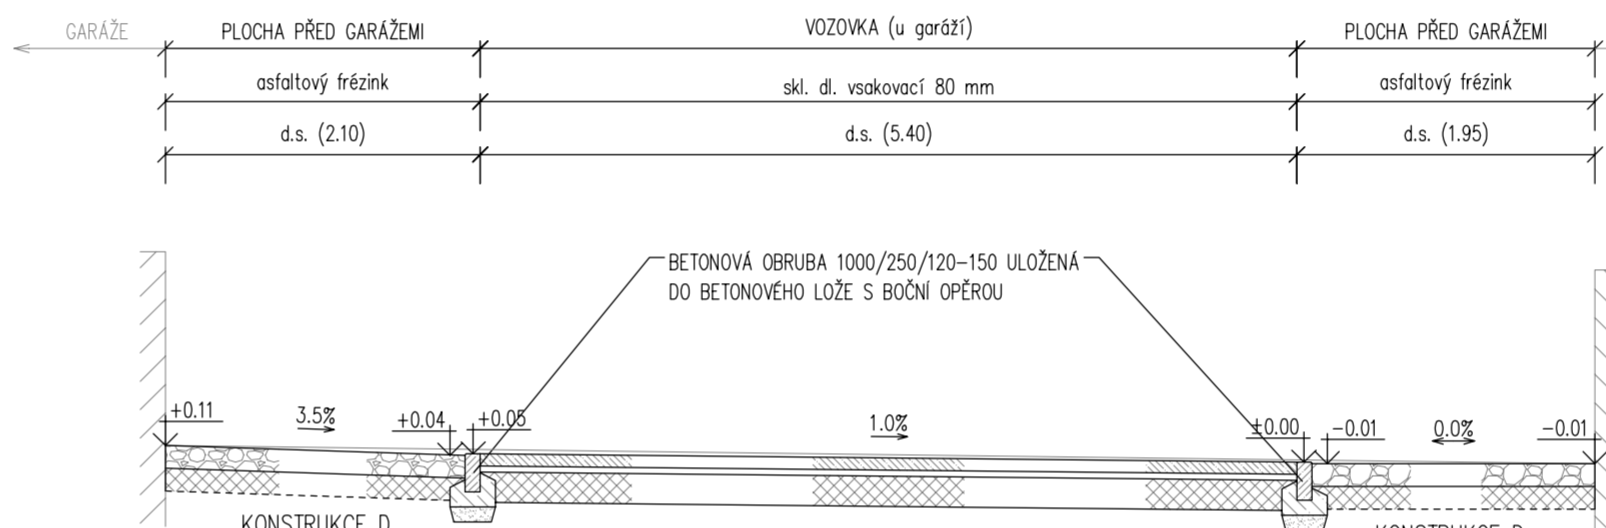 GARÁŽE
PLOCHA PŘED GARÁŽEMI
VOZOVKA (u garáží)
PLOCHA PŘED GARÁŽEMI
asfaltový frézink
skl. dl. vsakovací 80 mm
asfaltový frézink
d.s. (2.10)
d.s. (5.40)
d.s. (1.95)
BETONOVÁ OBRUBA 1000/250/120-150 ULOŽENÁ
DO BETONOVÉHO LOŽE S BOČNÍ OPĚROU
+0.11
3.5%
+0.04
+0.05
1.0%
±0.00
-0.01
0.0%
-0.01
KONSTRUKCE D
KONSTRUKCE D